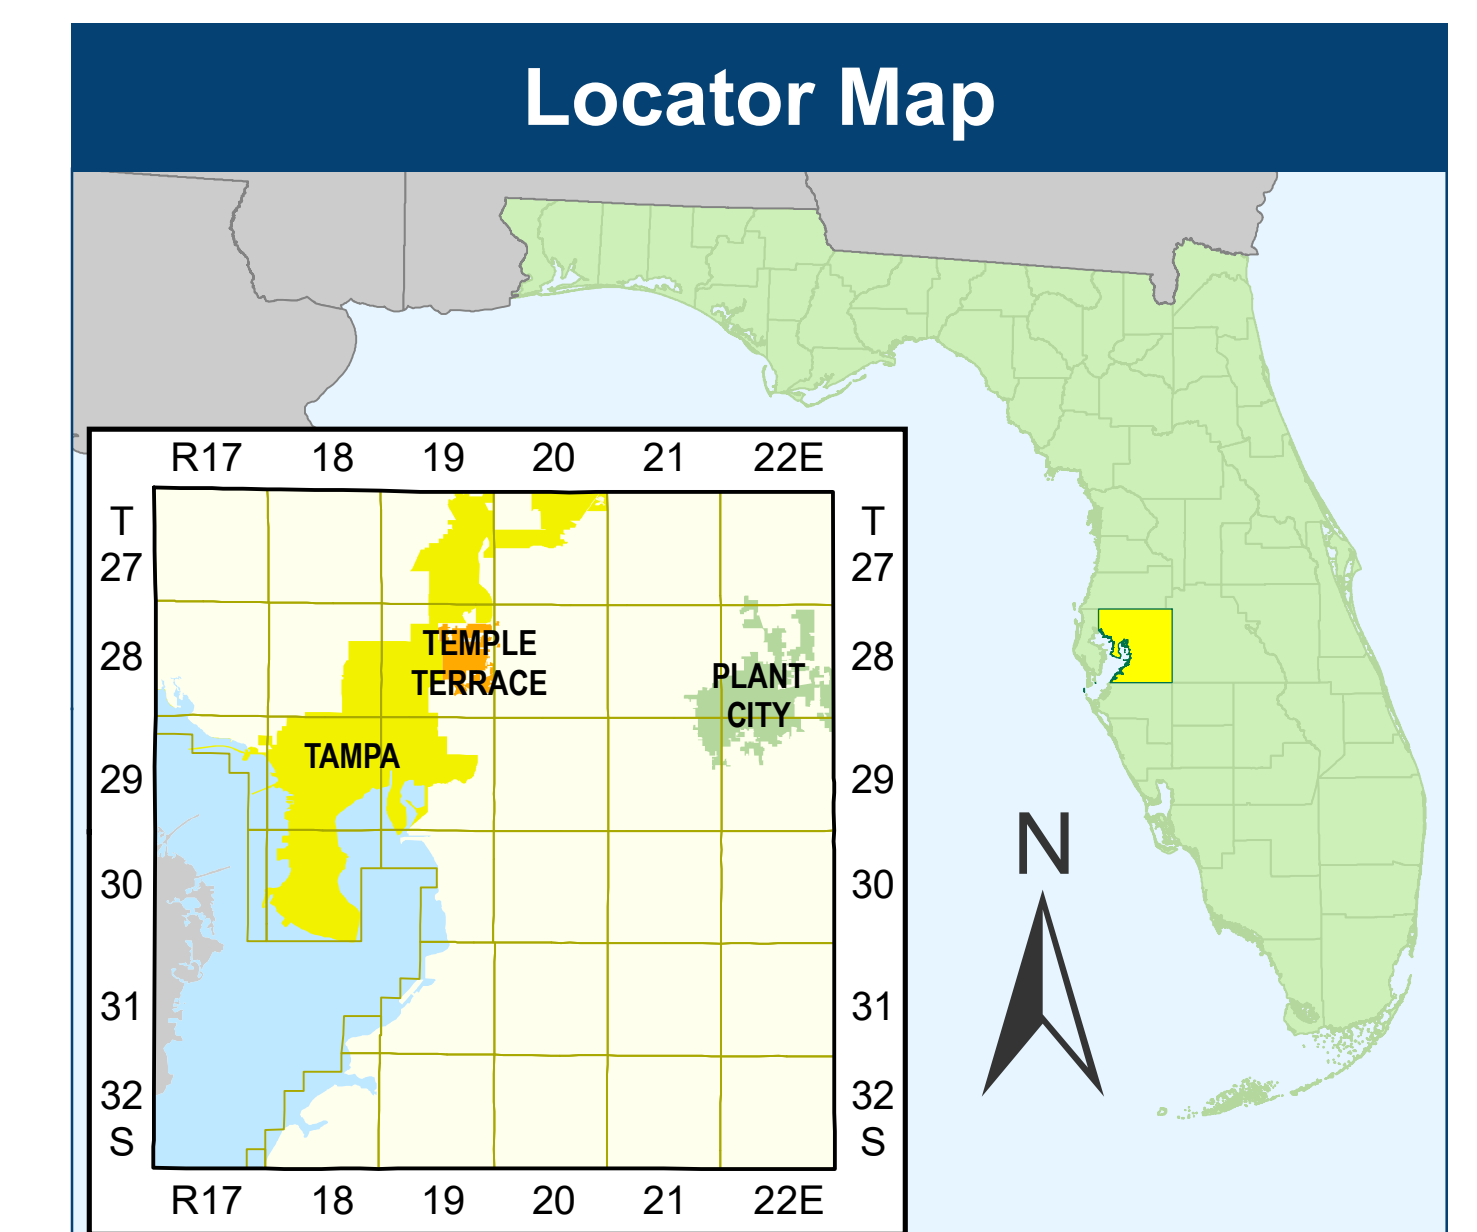 Locator Map
R17 18 19 20 21 22E
T T
27 27
TEMPLE
TERRACE
28 28
PLANT
CITY
TAMPA
29 29
N
30 30
31 31
32 32
S S
R17 18 19 20 21 22E